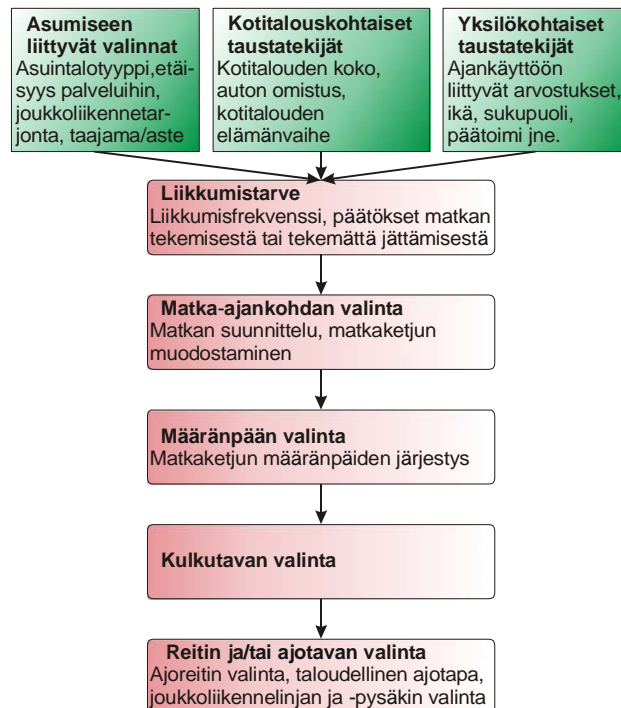 Asumiseen
liittyvät valinnat
Asuintalotyyppi,etäi-
syys palveluihin,
joukkoliikennetar-
jonta, taajama/aste
Kotitalouskohtaiset
taustatekijät
Kotitalouden koko,
auton omistus,
kotitalouden
elämänvaihe
Yksilökohtaiset
taustatekijät
Ajankäyttöön
liittyvät arvostukset,
ikä, sukupuoli,
päätoimi jne.
Liikkumistarve
Liikkumisfrekvenssi, päätökset matkan
tekemisestä tai tekemättä jättämisestä
Matka-ajankohdan valinta
Matkan suunnittelu, matkaketjun
muodostaminen
Määränpään valinta
Matkaketjun määränpäiden järjestys
Kulkutavan valinta
Reitin ja/tai ajotavan valinta
Ajoreitin valinta, taloudellinen ajotapa,
joukkoliikennelinjan ja -pysäkin valinta